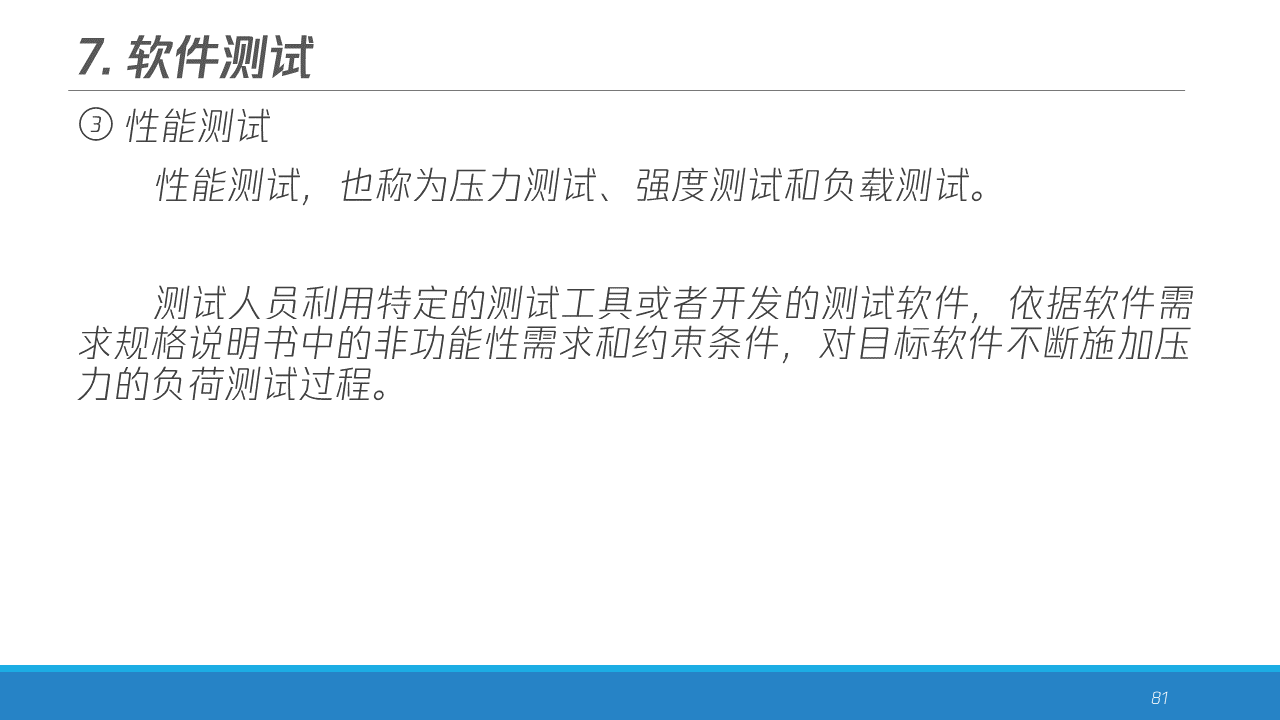 7. 软件测试
③ 性能测试
性能测试，也称为压力测试、强度测试和负载测试。
测试人员利用特定的测试工具或者开发的测试软件，依据软件需
求规格说明书中的非功能性需求和约束条件，对目标软件不断施加压
力的负荷测试过程。
81